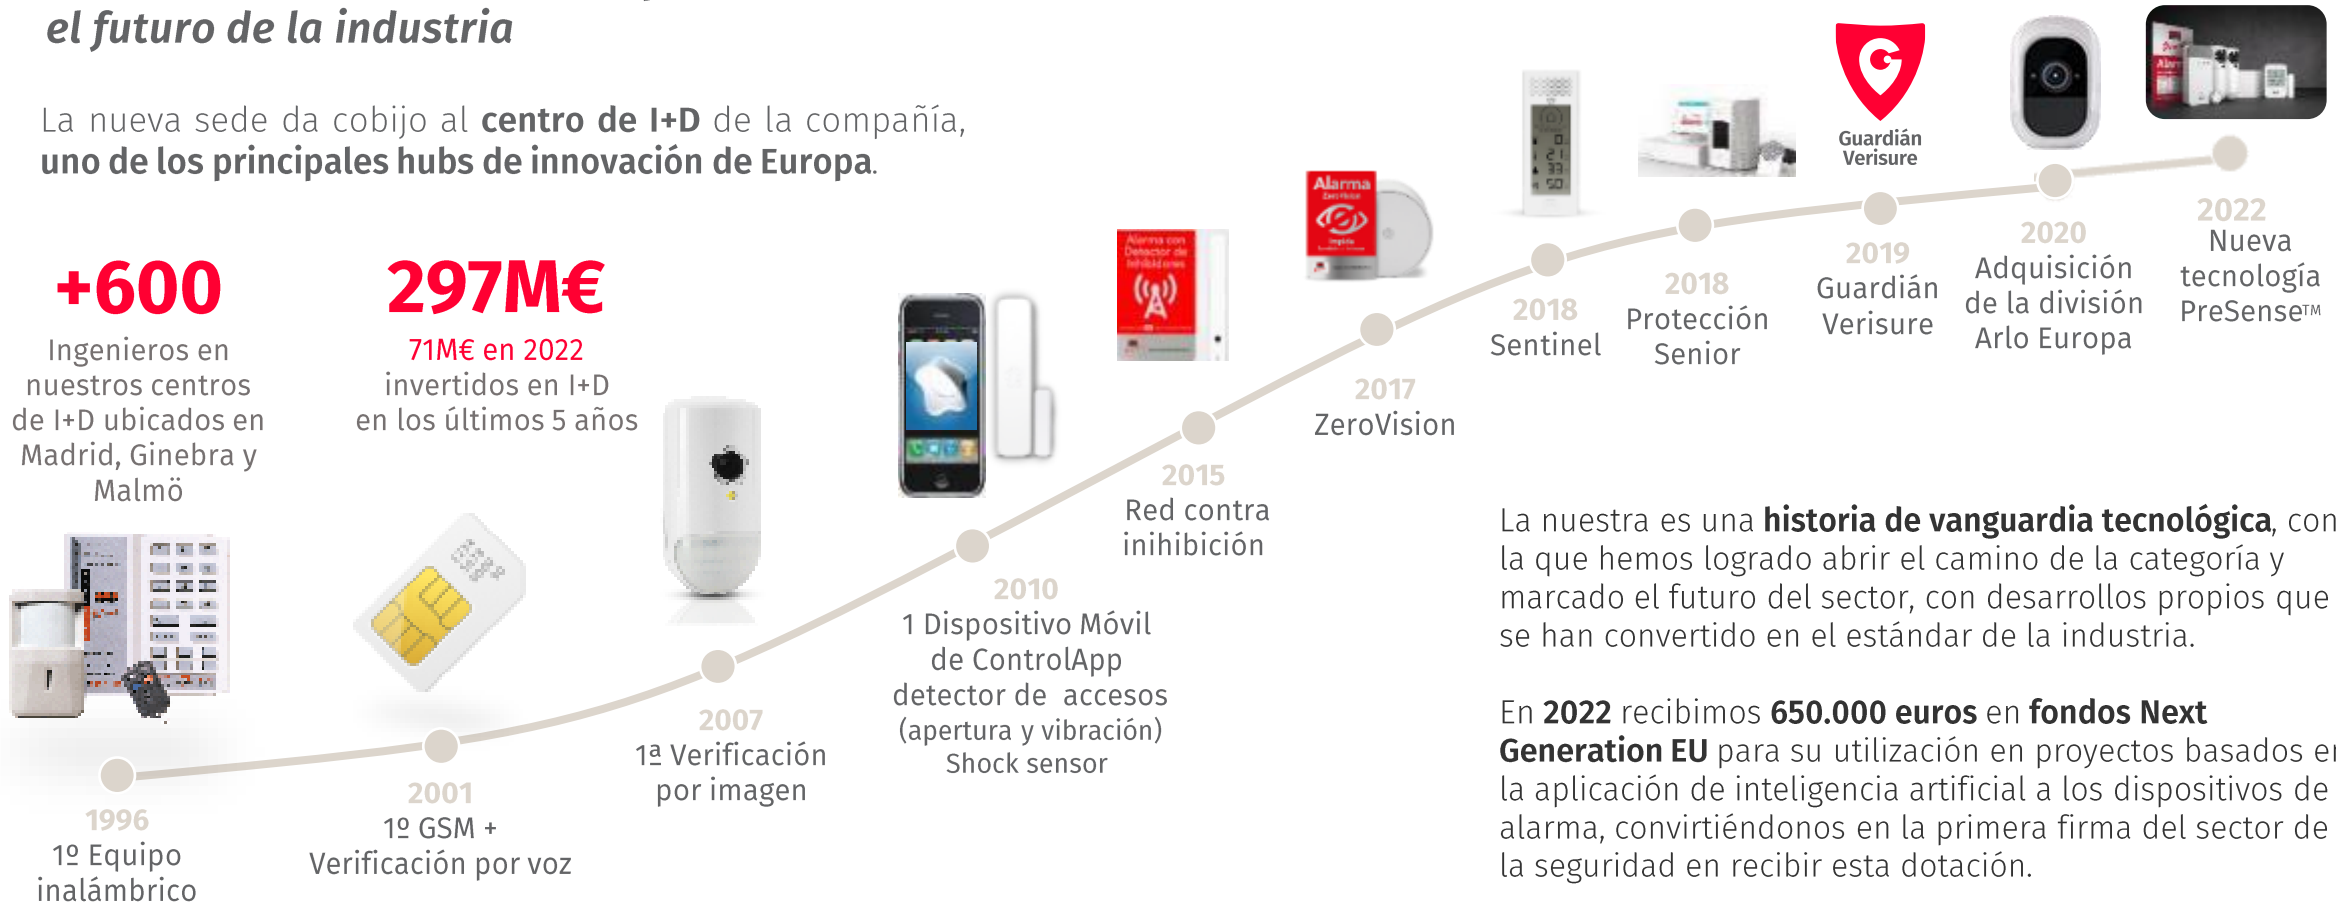 el futuro de la industria
La nueva sede da cobijo al centro de I+D de la compañía,
uno de los principales hubs de innovación de Europa.
+600
Ingenieros en
nuestros centros
de I+D ubicados en
Madrid, Ginebra y
Malmö
297M€
71M€ en 2022
invertidos en I+D
en los últimos 5 años
1996
1º Equipo
inalámbrico
2001
1º GSM +
Verificación por voz
2007
1ª Verificación
por imagen
2010
1 Dispositivo Móvil
de ControlApp
detector de accesos
(apertura y vibración)
Shock sensor
Alarma con
Detector de
Inhibidores
2015
Red contra
inihibición
Alarma
ZeroVision
Impide
2017
ZeroVision
2018
Sentinel
2018
Protección
Senior
Guardián
Verisure
2019
Guardián
Verisure
2020
Adquisición
de la división
Arlo Europa
2022
Nueva
tecnología
PreSense™
La nuestra es una historia de vanguardia tecnológica, con
la que hemos logrado abrir el camino de la categoría y
marcado el futuro del sector, con desarrollos propios que
se han convertido en el estándar de la industria.
En 2022 recibimos 650.000 euros en fondos Next
Generation EU para su utilización en proyectos basados en
la aplicación de inteligencia artificial a los dispositivos de
alarma, convirtiéndonos en la primera firma del sector de
la seguridad en recibir esta dotación.